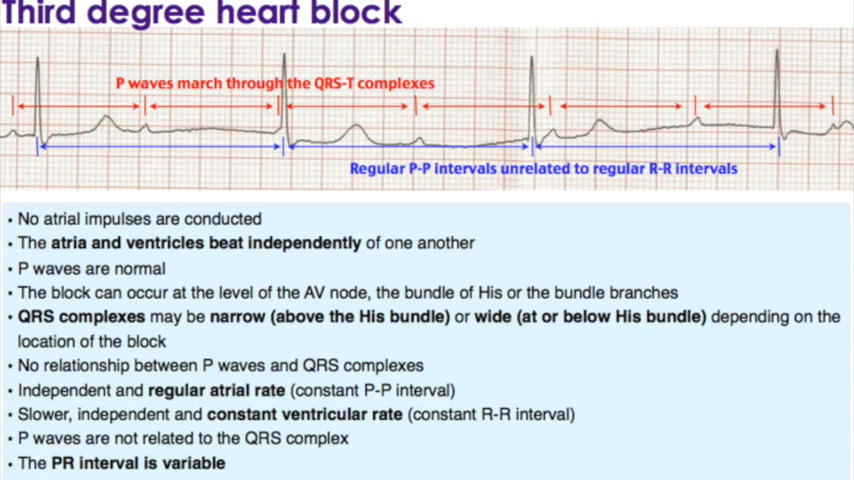 Third degree heart block
P waves march through the QRS-T complexes
Regular P-P intervals unrelated to regular R-R intervals
• No atrial impulses are conducted
• The atria and ventricles beat independently of one another
• P waves are normal
• The block can occur at the level of the AV node, the bundle of His or the bundle branches
• QRS complexes may be narrow (above the His bundle) or wide (at or below His bundle) depending on the
location of the block
• No relationship between P waves and QRS complexes
• Independent and regular atrial rate (constant P-P interval)
• Slower, independent and constant ventricular rate (constant R-R interval)
• P waves are not related to the QRS complex
• The PR interval is variable